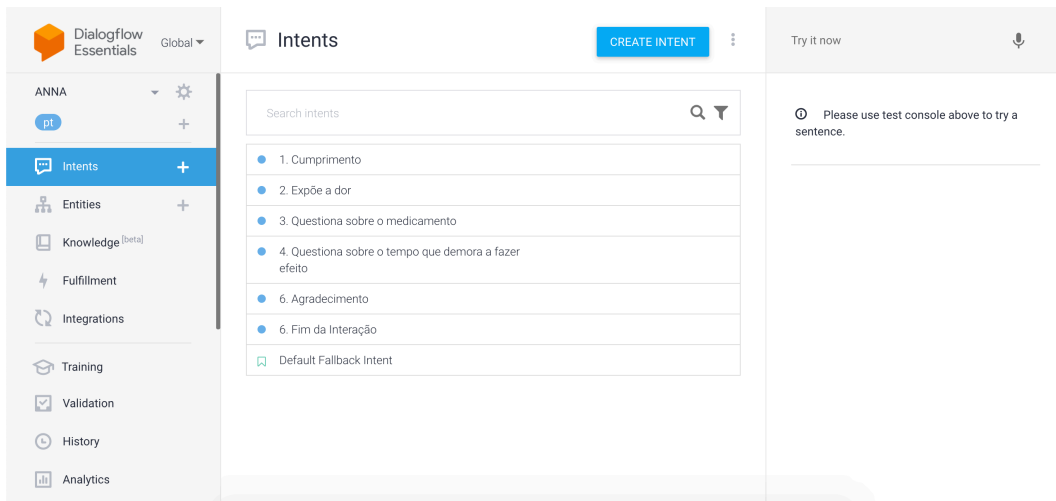 Dialogflow
Essentials
Global
ANNA
pt
Intents
Entities
Knowledge [beta]
Fulfillment
Integrations
Training
Validation
History
Analytics
Intents
CREATE INTENT
Search intents
1. Cumprimento
2. Expõe a dor
3. Questiona sobre o medicamento
4. Questiona sobre o tempo que demora a fazer
efeito
6. Agradecimento
6. Fim da Interação
Default Fallback Intent
Try it now
Please use test console above to try a
sentence.